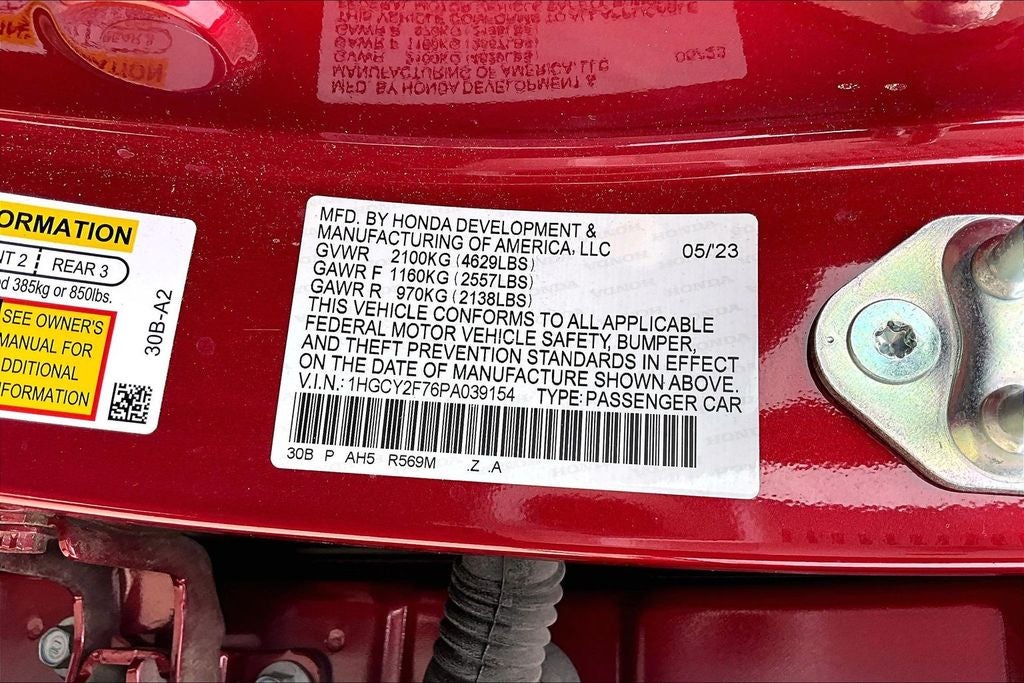 ORMATION
NT 2 REAR 3
d 385kg or 850lbs.
SEE OWNER'S
MANUAL FOR
ADDITIONAL
INFORMATION
30B-A2
MFD. BY HONDA DEVELOPMENT &
MANUFACTURING OF AMERICA, LLC 05/'23
GVWR 2100KG (4629LBS)
GAWR F 1160KG (2557LBS)
GAWR R 970KG (2138LBS)
THIS VEHICLE CONFORMS TO ALL APPLICABLE
FEDERAL MOTOR VEHICLE SAFETY, BUMPER,
AND THEFT PREVENTION STANDARDS IN EFFECT
ON THE DATE OF MANUFACTURE SHOWN ABOVE.
V.I.N.: 1HGCY2F76PA039154 TYPE: PASSENGER CAR
30B P AH5 R569M .Z .A